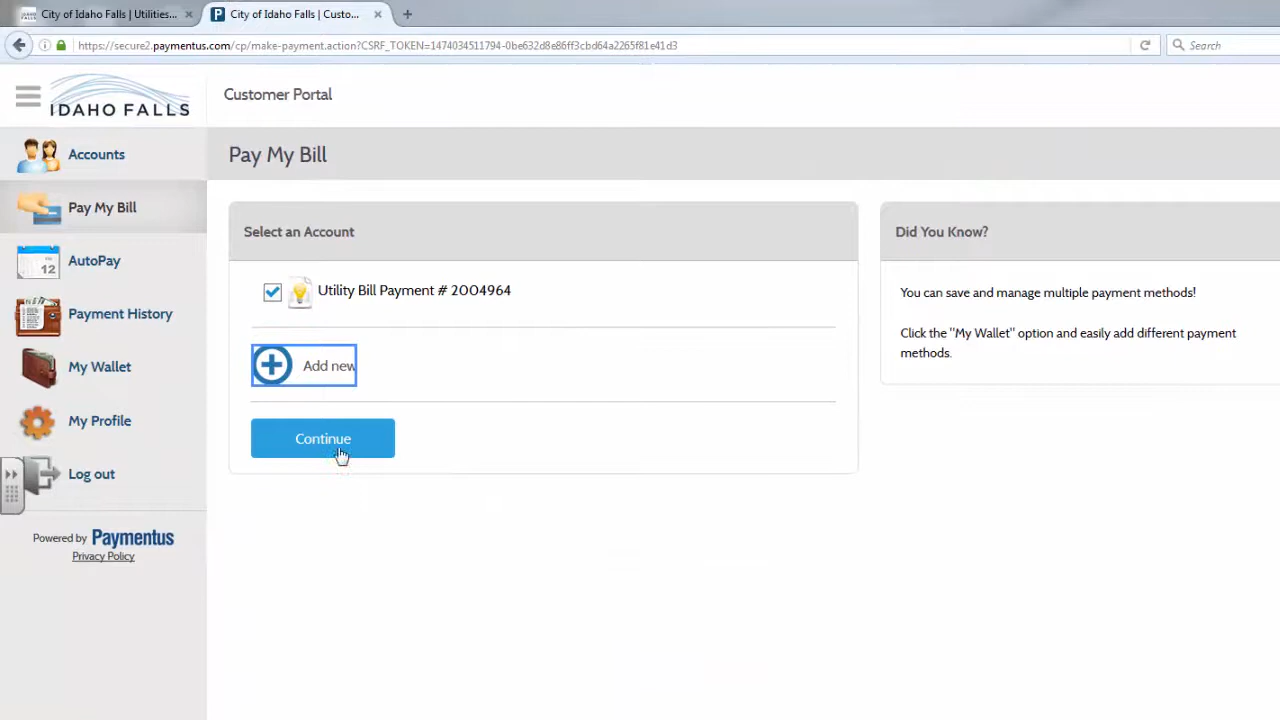 City of Idaho Falls | Utilities...
City of Idaho Falls | Custo...
https://secure2.paymentus.com/cp/make-payment.action?CSRF_TOKEN=1474034511794-0be632d8e86ff3cbd64a2265f81e41d3
Search
IDAHO FALLS
Customer Portal
Accounts
Pay My Bill
12
AutoPay
Payment History
My Wallet
My Profile
Log out
Powered by Paymentus
Privacy Policy
Pay My Bill
Select an Account
Utility Bill Payment # 2004964
Add new
Continue
Did You Know?
You can save and manage multiple payment methods!
Click the "My Wallet" option and easily add different payment
methods.